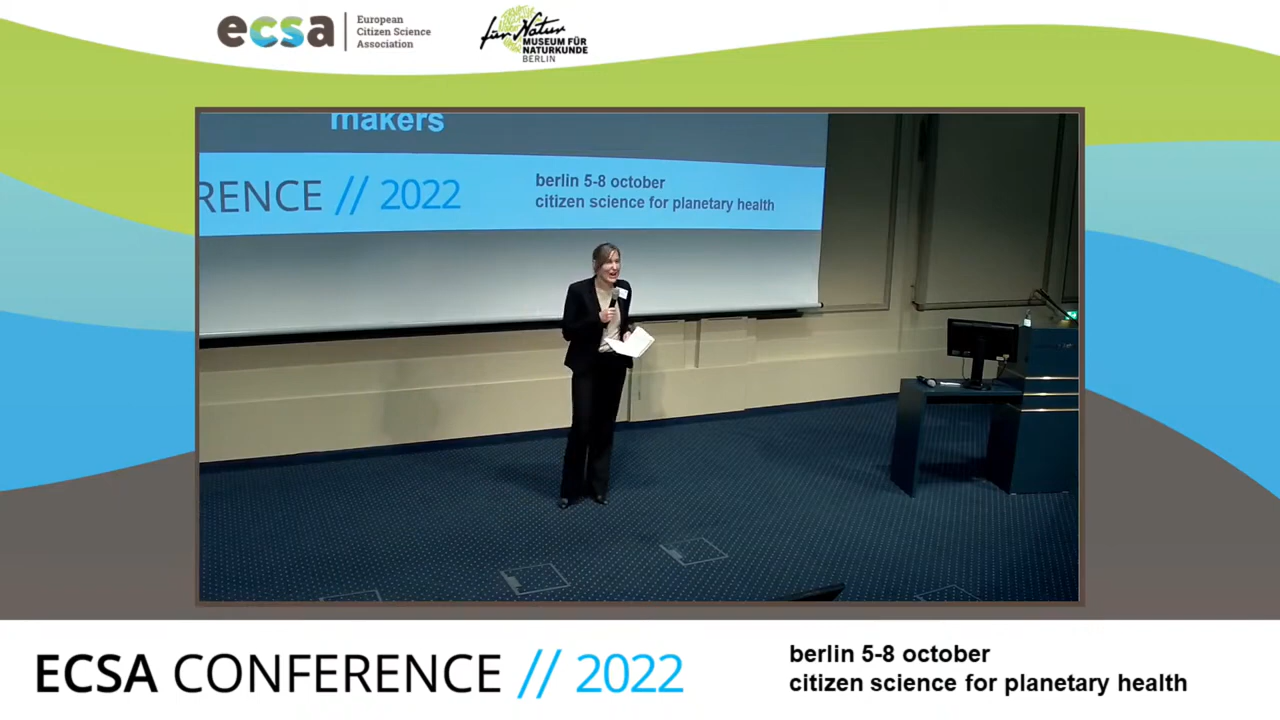 ecsa
European
Citizen Science
Association
für Natur
MUSEUM FÜR
NATURKUNDE
BERLIN
makers
RENCE // 2022
berlin 5-8 october
citizen science for planetary health
ECSA CONFERENCE // 2022
berlin 5-8 october
citizen science for planetary health